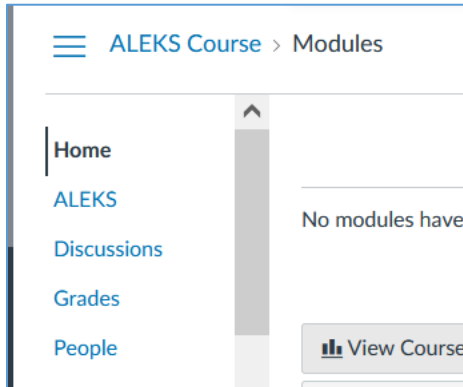 ALEKS Course > Modules
Home
ALEKS
Discussions
Grades
People
No modules have
View Course